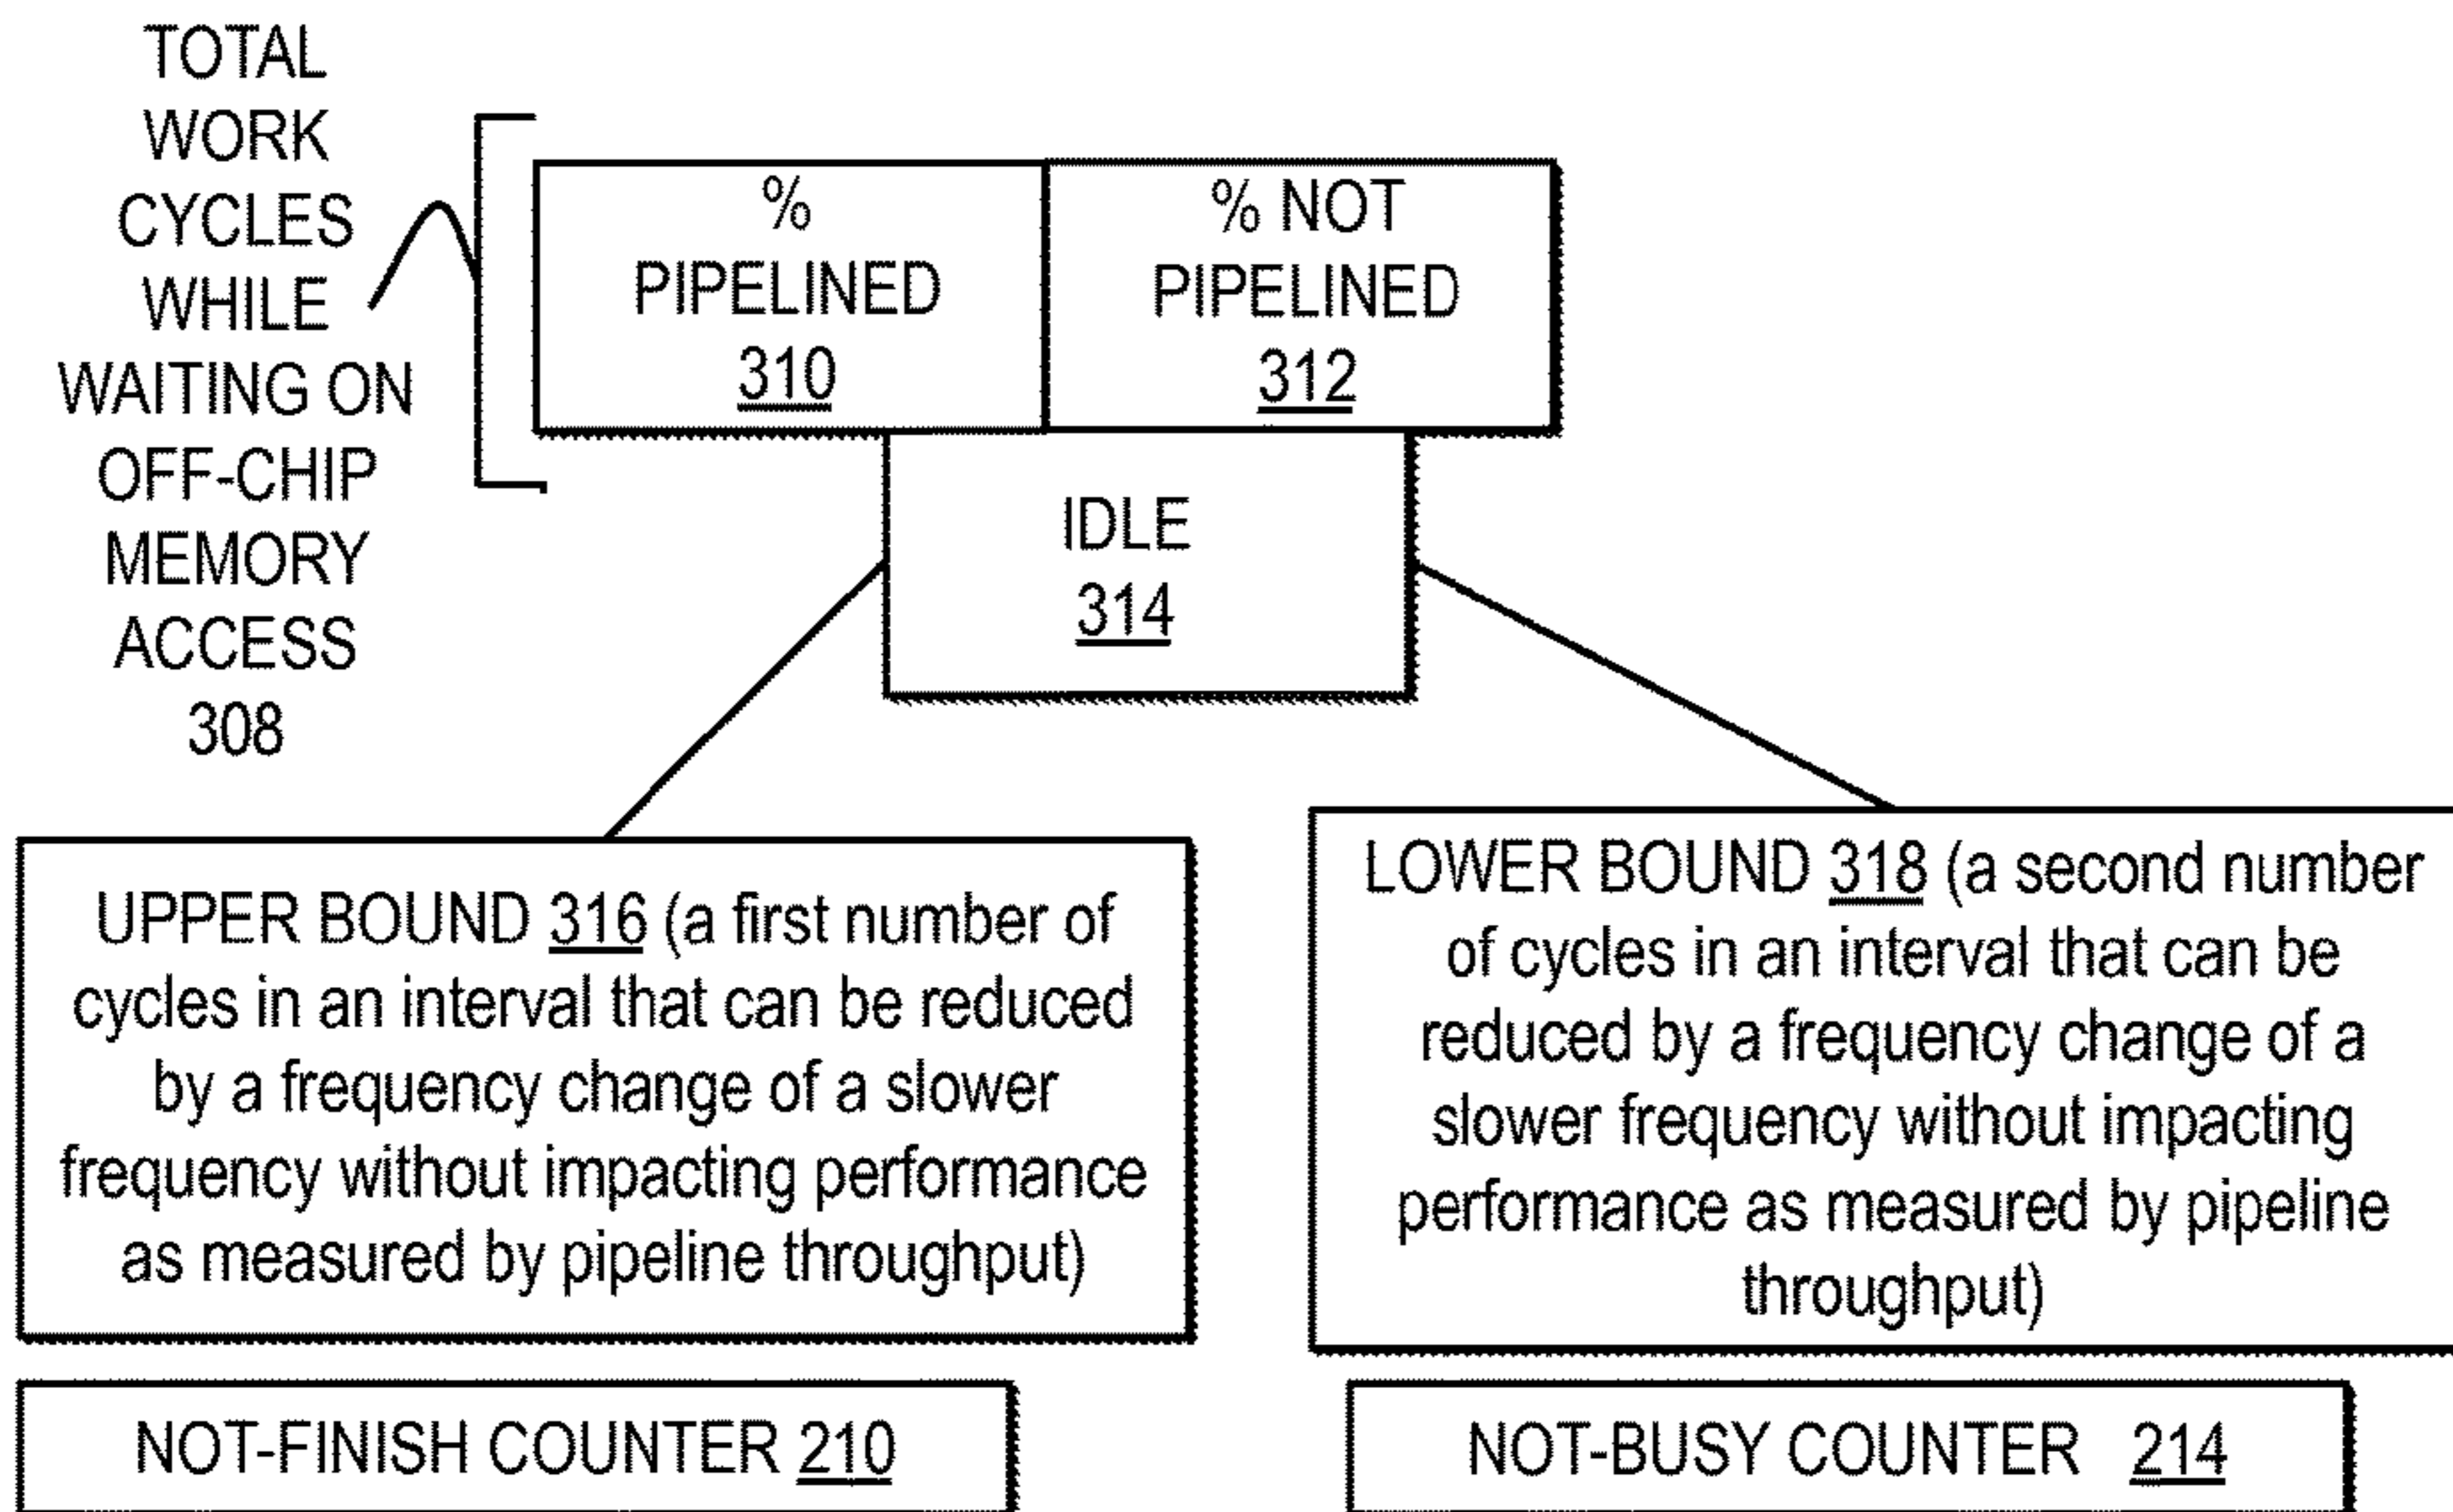 TOTAL
WORK
CYCLES
WHILE
WAITING ON
OFF-CHIP
MEMORY
ACCESS
308
%
PIPELINED
310
% NOT
PIPELINED
312
IDLE
314
UPPER BOUND 316 (a first number of
cycles in an interval that can be reduced
by a frequency change of a slower
frequency without impacting performance
as measured by pipeline throughput)
LOWER BOUND 318 (a second number
of cycles in an interval that can be
reduced by a frequency change of a
slower frequency without impacting
performance as measured by pipeline
throughput)
NOT-FINISH COUNTER 210
NOT-BUSY COUNTER 214